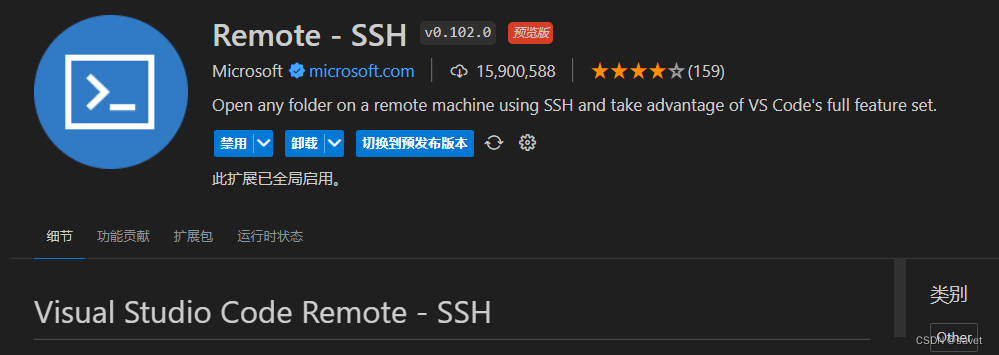 Remote - SSH v0.102.0 预览版
Microsoft microsoft.com 15,900,588 (159)
Open any folder on a remote machine using SSH and take advantage of VS Code's full feature set.
禁用 卸载 切换到预发布版本
此扩展已全局启用。
细节 功能贡献 扩展包 运行时状态
Visual Studio Code Remote - SSH
类别
Other